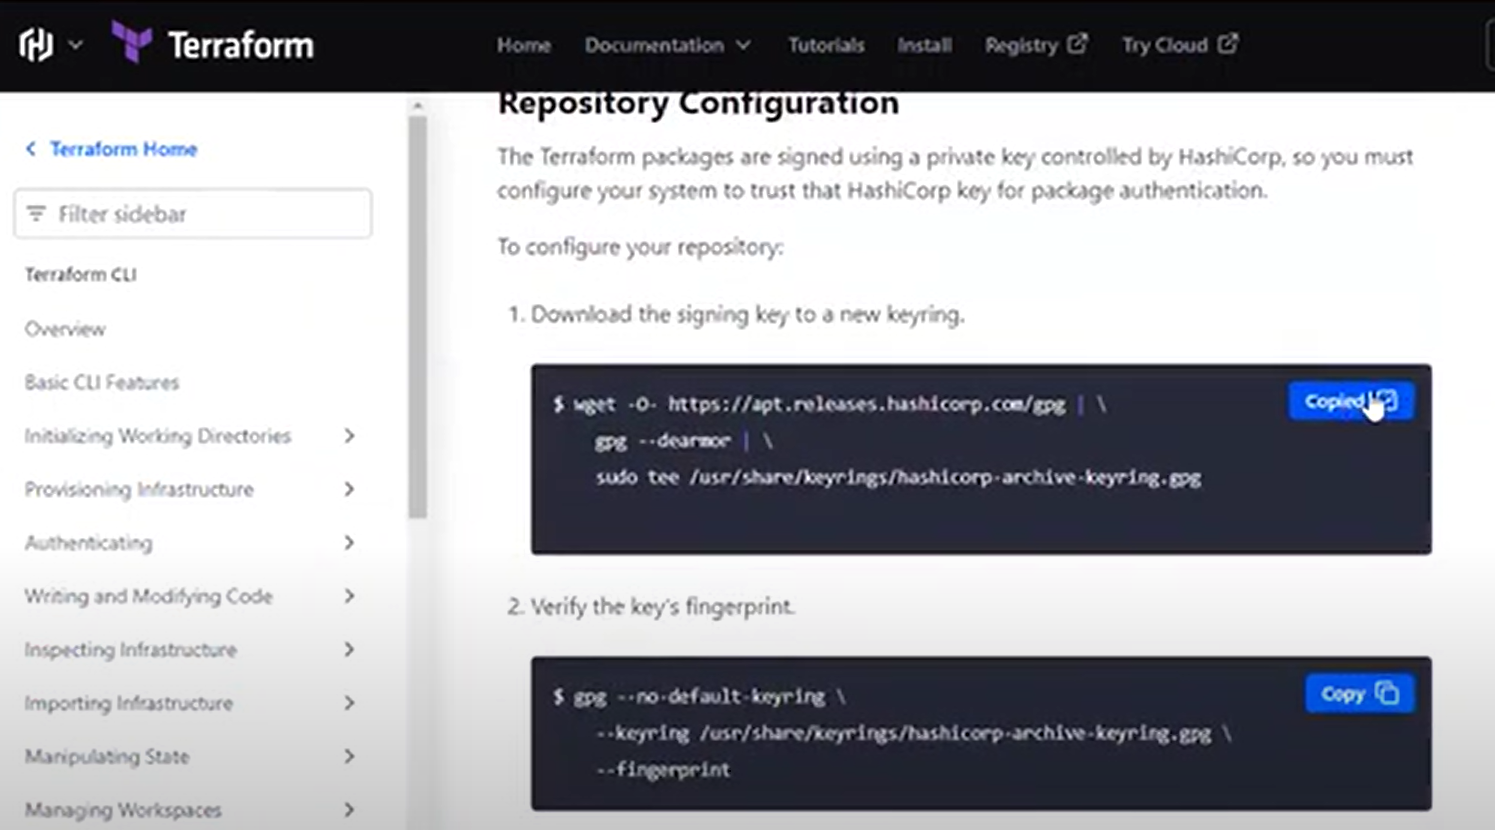 Terraform
Home Documentation Tutorials Install Registry Try Cloud
Terraform Home
Filter sidebar
Terraform CLI
Overview
Basic CLI Features
Initializing Working Directories
Provisioning Infrastructure
Authenticating
Writing and Modifying Code
Inspecting Infrastructure
Importing Infrastructure
Manipulating State
Managing Workspaces
Repository Configuration
The Terraform packages are signed using a private key controlled by HashiCorp, so you must
configure your system to trust that HashiCorp key for package authentication.
To configure your repository:
1. Download the signing key to a new keyring.
$ wget -O- https://apt.releases.hashicorp.com/gpg | \
Copied
gpg --dearmor | \
sudo tee /usr/share/keyrings/hashicorp-archive-keyring.gpg
2. Verify the key's fingerprint.
$ gpg --no-default-keyring \
Copy
--keyring /usr/share/keyrings/hashicorp-archive-keyring.gpg \
--fingerprint